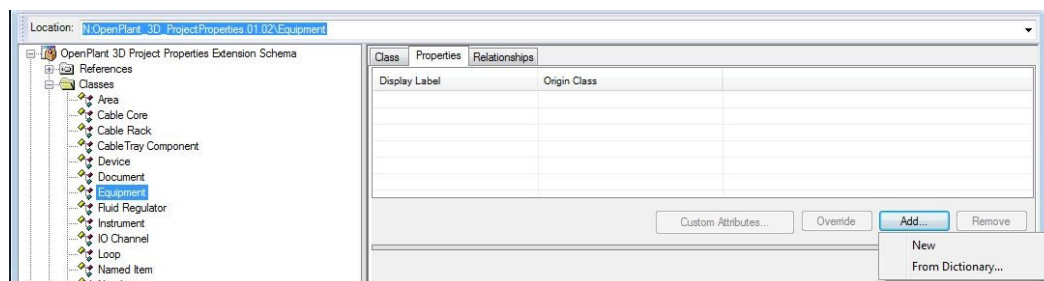 Location: N:OpenPlant_3D_ProjectProperties.01.02\Equipment
OpenPlant 3D Project Properties Extension Schema
References
Classes
Area
Cable Core
Cable Rack
CableTray Component
Device
Document
Equipment
Fluid Regulator
Instrument
IO Channel
Loop
Named Item
Class Properties Relationships
Display Label Origin Class
Custom Attributes... Override Add... Remove
New
From Dictionary...